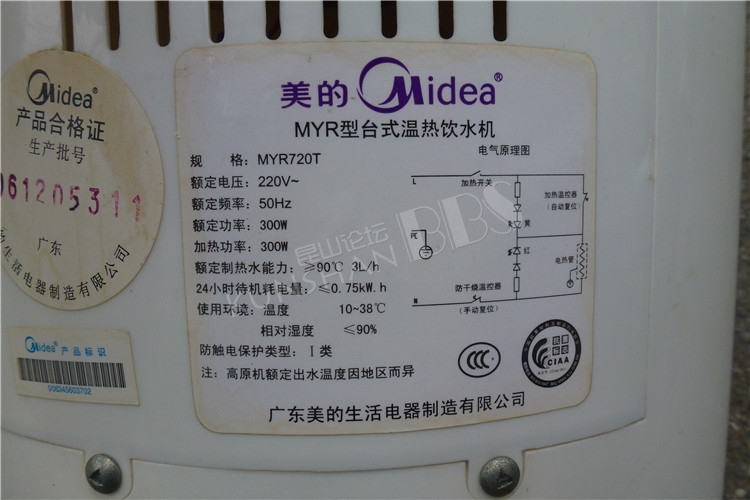 美的 Midea®
MYR型台式温热饮水机
规 格：MYR720T
额定电压：220V~
额定频率：50Hz
额定功率：300W
加热功率：300W
额定制热水能力：≥90℃ 3L/h
24小时待机耗电量：≤0.75kW.h
使用环境：温度 10~38℃
相对湿度 ≤90%
防触电保护类型：Ⅰ类
注：高原机额定出水温度因地区而异
广东美的生活电器制造有限公司
电气原理图
L
加热开关
加热温控器
（自动复位）
黄
红
PE
电热管
N
防干烧温控器
（手动复位）
CCC
CIAA
Midea®
产品合格证
生产批号
061205311
广东
生活电器制造有限公司
Midea 产品标识
昆山论坛
KUNSHAN BBS